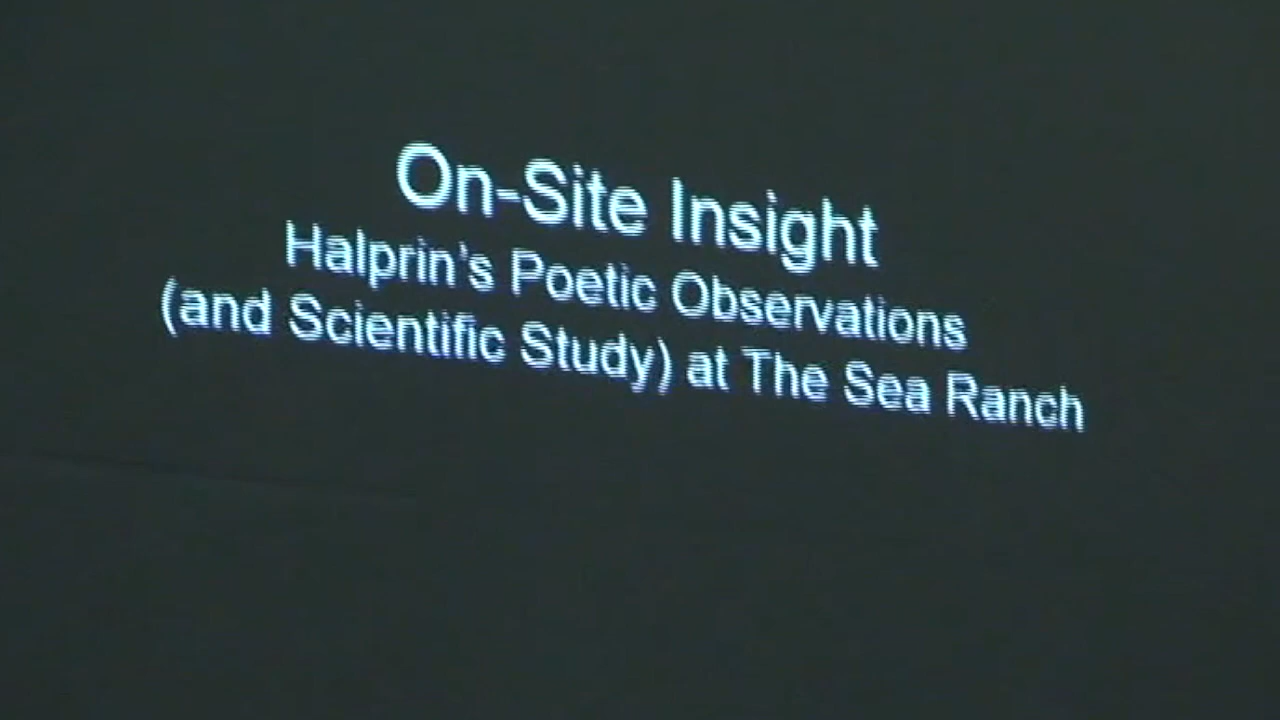 On-Site Insight
Halprin's Poetic Observations
(and Scientific Study) at The Sea Ranch